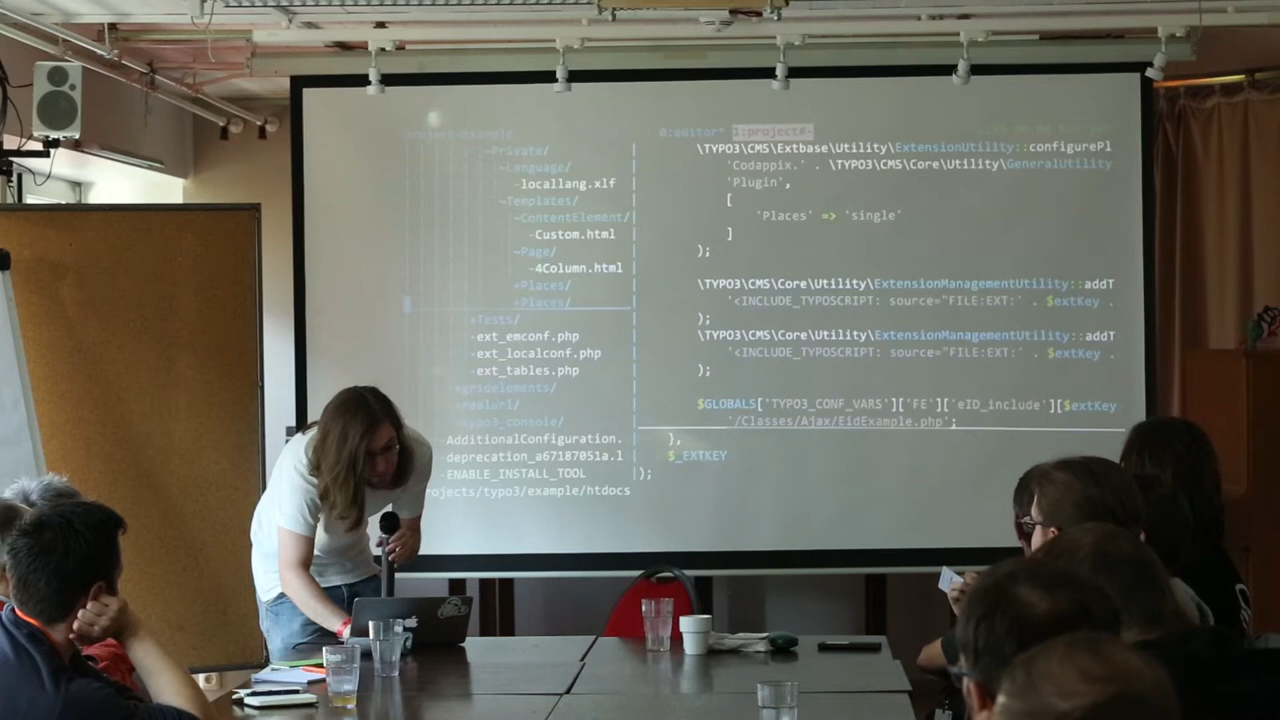 ~Private/
~Language/
-locallang.xlf
~Templates/
~ContentElement/
-Custom.html
~Page/
-4Column.html
+Places/
+Places/
+Tests/
-ext_emconf.php
-ext_localconf.php
-ext_tables.php
+gridelements/
+realurl/
+typo3_console/
-AdditionalConfiguration.
-deprecation_a67187051a.l
-ENABLE_INSTALL_TOOL
rojects/typo3/example/htdocs
0:editor* 1:project#-
\TYPO3\CMS\Extbase\Utility\ExtensionUtility::configurePl
'Codappix.' . \TYPO3\CMS\Core\Utility\GeneralUtility
'Plugin',
[
'Places' => 'single'
]
);
\TYPO3\CMS\Core\Utility\ExtensionManagementUtility::addT
'<INCLUDE_TYPOSCRIPT: source="FILE:EXT:' . $extKey .
);
\TYPO3\CMS\Core\Utility\ExtensionManagementUtility::addT
'<INCLUDE_TYPOSCRIPT: source="FILE:EXT:' . $extKey .
);
$GLOBALS['TYPO3_CONF_VARS']['FE']['eID_include'][$extKey
'/Classes/Ajax/EidExample.php';
},
$_EXTKEY
);